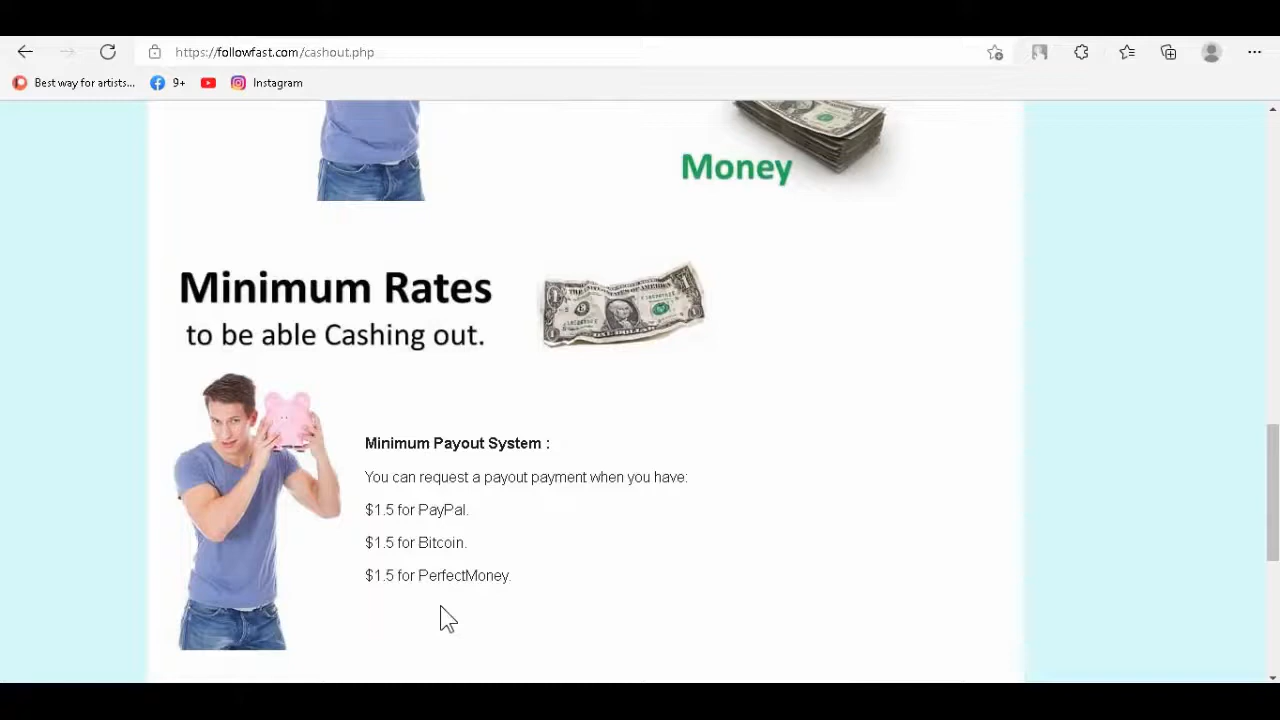 https://followfast.com/cashout.php
Best way for artists...
9+
Instagram
Money
Minimum Rates
to be able Cashing out.
Minimum Payout System :
You can request a payout payment when you have:
$1.5 for PayPal.
$1.5 for Bitcoin.
$1.5 for PerfectMoney.